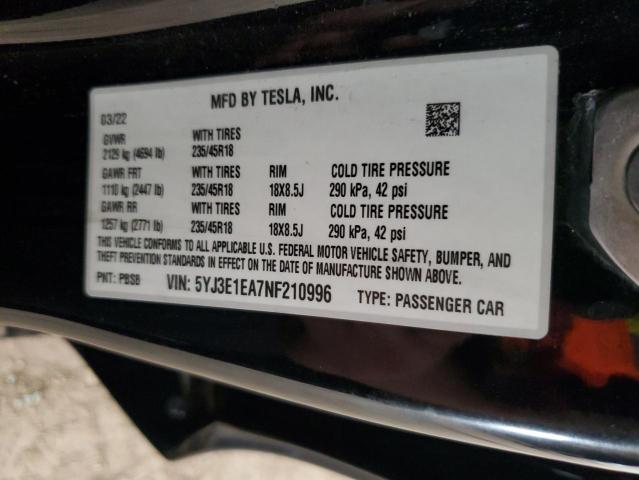 MFD BY TESLA, INC.
03/22
GVWR WITH TIRES
2129 kg (4694 lb) 235/45R18
GAWR FRT WITH TIRES RIM COLD TIRE PRESSURE
1110 kg (2447 lb) 235/45R18 18X8.5J 290 kPa, 42 psi
GAWR RR WITH TIRES RIM COLD TIRE PRESSURE
1257 kg (2771 lb) 235/45R18 18X8.5J 290 kPa, 42 psi
THIS VEHICLE CONFORMS TO ALL APPLICABLE U.S. FEDERAL MOTOR VEHICLE SAFETY, BUMPER, AND
THEFT PREVENTION STANDARDS IN EFFECT ON THE DATE OF MANUFACTURE SHOWN ABOVE.
PNT: PBSB VIN: 5YJ3E1EA7NF210996 TYPE: PASSENGER CAR